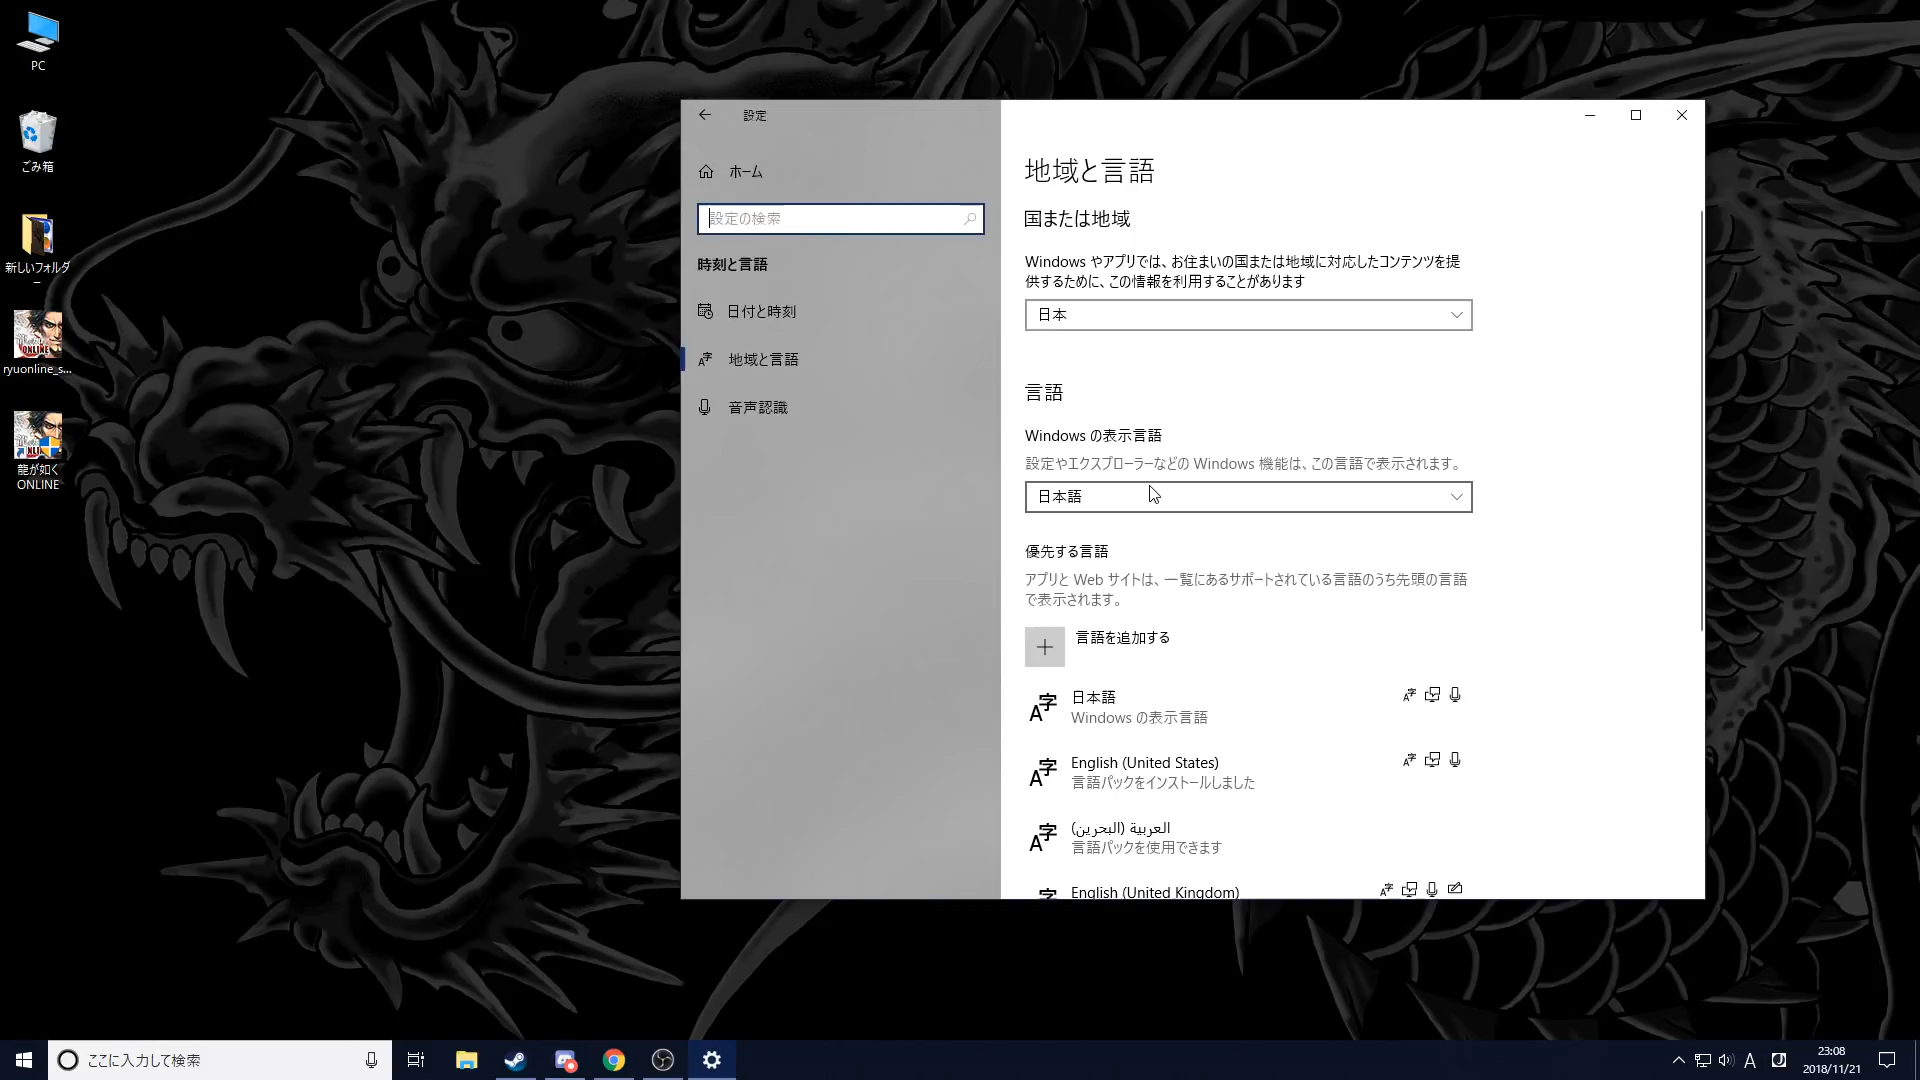 PC
ごみ箱
新しいフォルダ
ー
ryuonline_s...
龍が如く
ONLINE
設定
ホーム
設定の検索
時刻と言語
日付と時刻
地域と言語
音声認識
地域と言語
国または地域
Windows やアプリでは、お住まいの国または地域に対応したコンテンツを提
供するために、この情報を利用することがあります
日本
言語
Windows の表示言語
設定やエクスプローラーなどの Windows 機能は、この言語で表示されます。
日本語
優先する言語
アプリと Web サイトは、一覧にあるサポートされている言語のうち先頭の言語
で表示されます。
言語を追加する
日本語
Windows の表示言語
English (United States)
言語パックをインストールしました
العربية (البحرين)
言語パックを使用できます
English (United Kingdom)
ここに入力して検索
A
23:08
2018/11/21